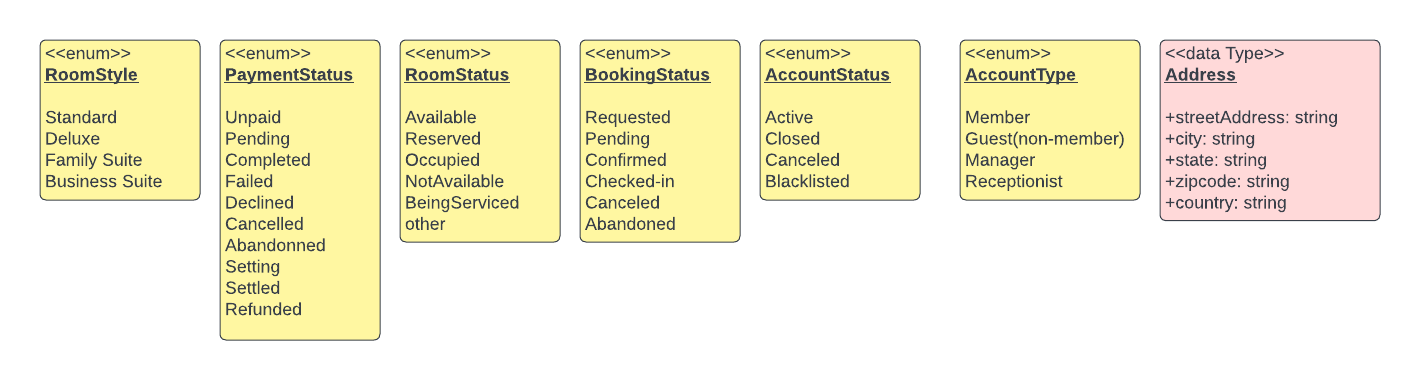 <<enum>>
RoomStyle
Standard
Deluxe
Family Suite
Business Suite
<<enum>>
PaymentStatus
Unpaid
Pending
Completed
Failed
Declined
Cancelled
Abandonned
Setting
Settled
Refunded
<<enum>>
RoomStatus
Available
Reserved
Occupied
NotAvailable
BeingServiced
other
<<enum>>
BookingStatus
Requested
Pending
Confirmed
Checked-in
Canceled
Abandoned
<<enum>>
AccountStatus
Active
Closed
Canceled
Blacklisted
<<enum>>
AccountType
Member
Guest(non-member)
Manager
Receptionist
<<data Type>>
Address
+streetAddress: string
+city: string
+state: string
+zipcode: string
+country: string